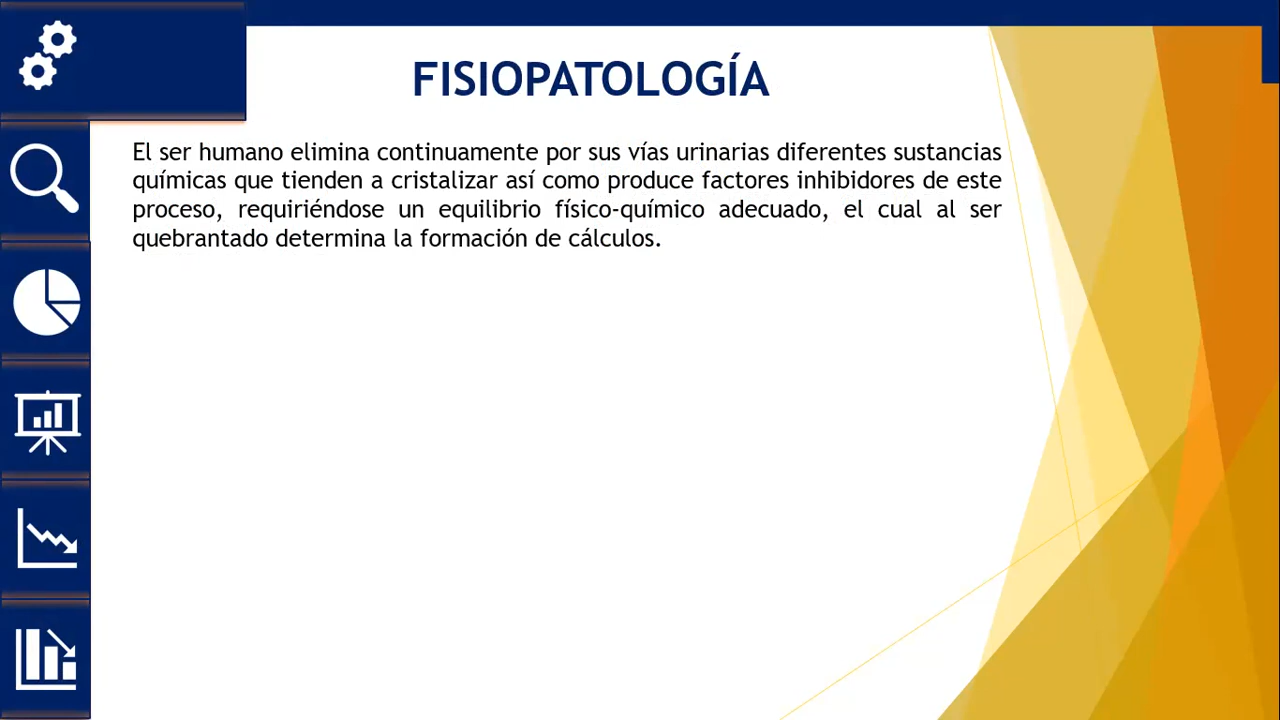 FISIOPATOLOGÍA
El ser humano elimina continuamente por sus vías urinarias diferentes sustancias
químicas que tienden a cristalizar así como produce factores inhibidores de este
proceso, requiriéndose un equilibrio físico-químico adecuado, el cual al ser
quebrantado determina la formación de cálculos.